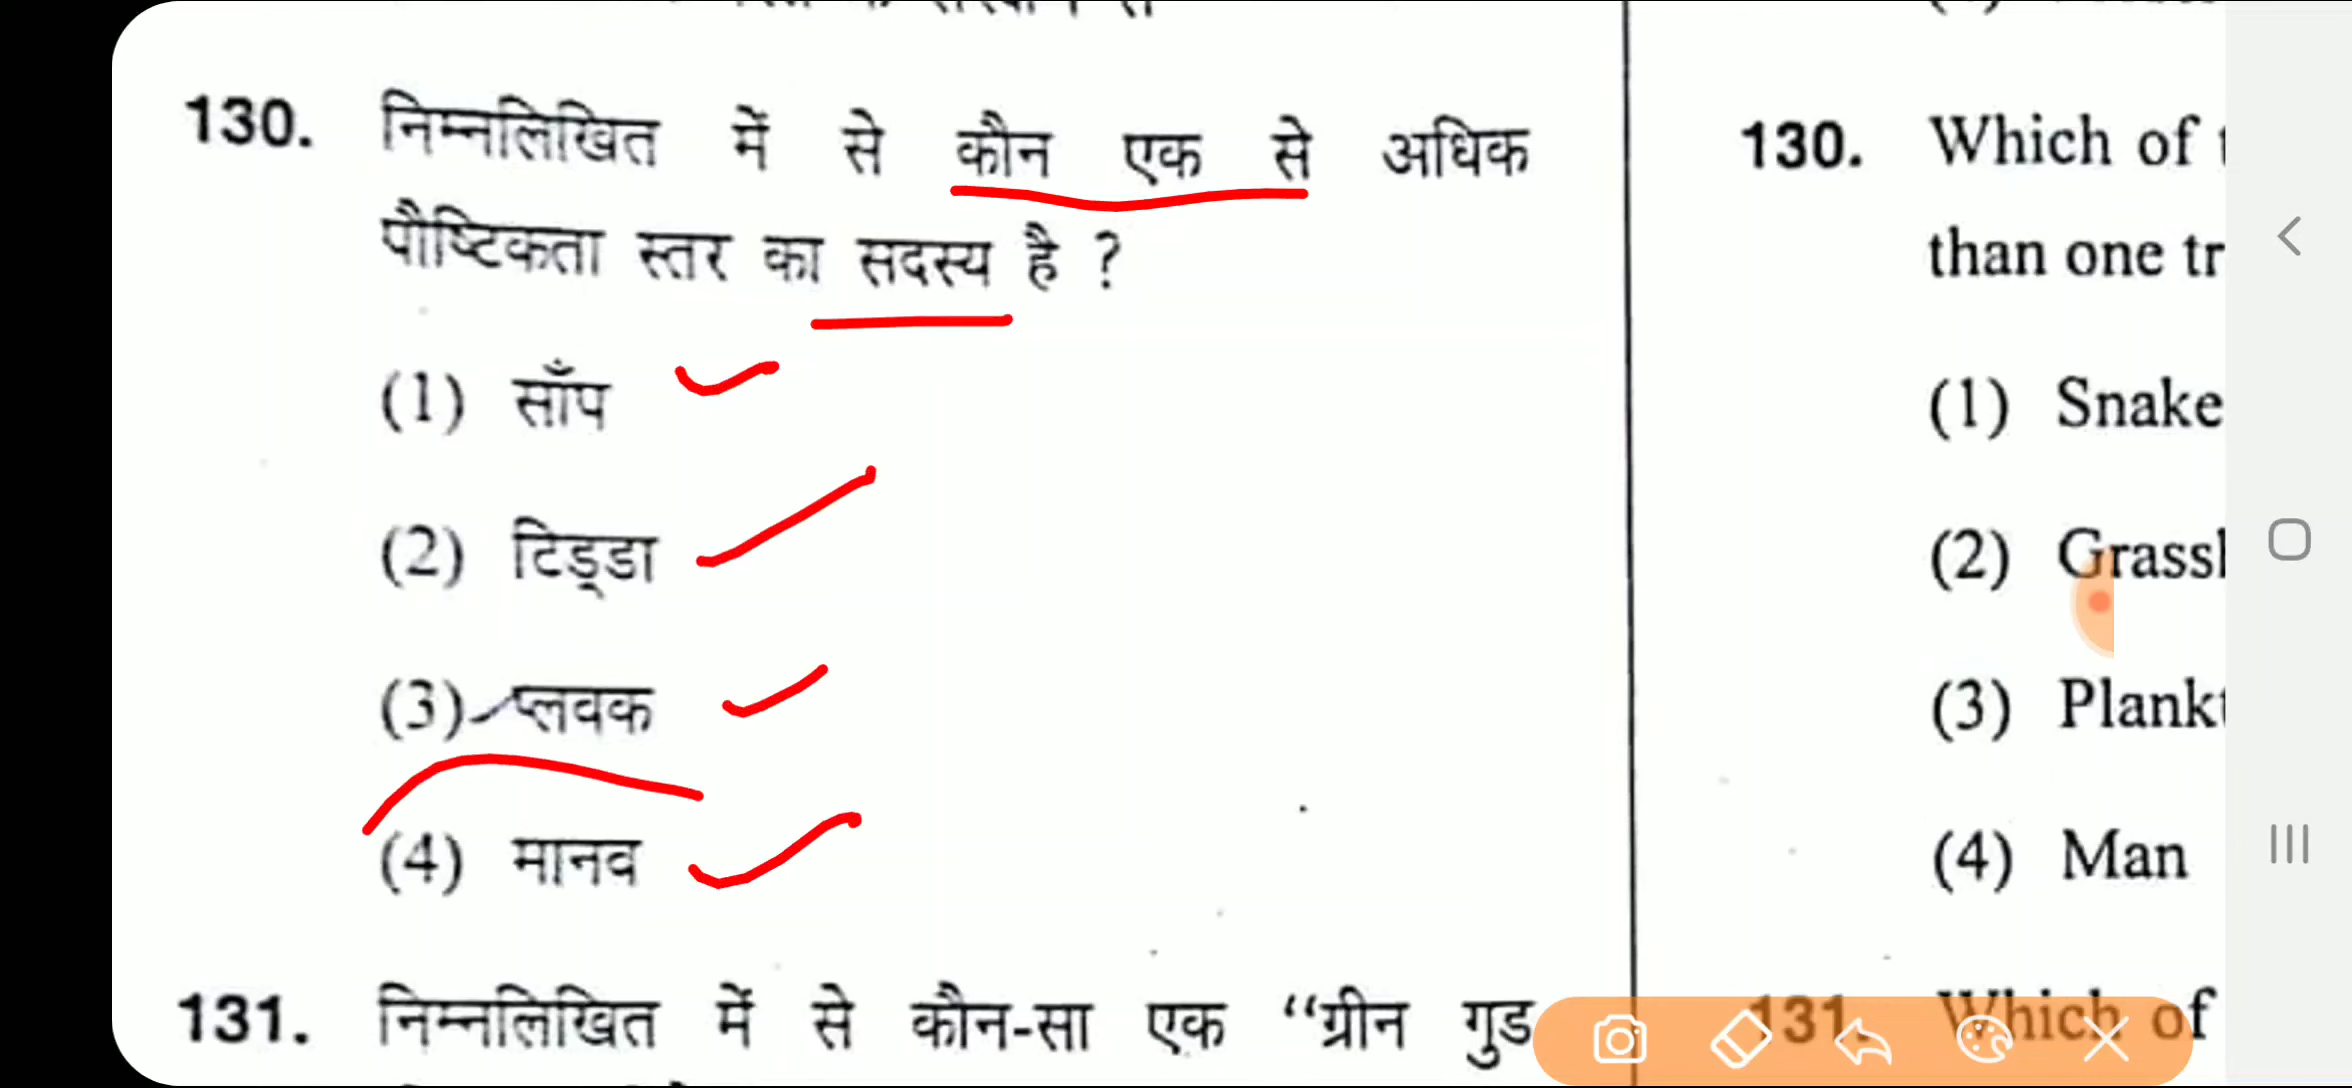 130. निम्नलिखित में से कौन एक से अधिक
पौष्टिकता स्तर का सदस्य है ?
(1) साँप
(2) टिड्डा
(3) प्लवक
(4) मानव
131. निम्नलिखित में से कौन-सा एक “ग्रीन गुड
130. Which of
than one tr
(1) Snake
(2) Grassh
(3) Plankt
(4) Man
131. Which of